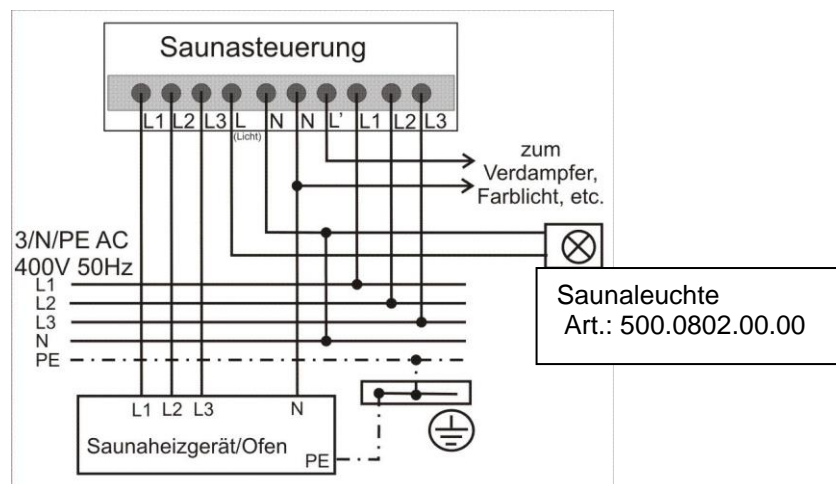 Saunasteuerung
L1 L2 L3 L N N L' L1 L2 L3
(Licht)
zum
Verdampfer,
Farblicht, etc.
3/N/PE AC
400V 50Hz
L1
L2
L3
N
PE
Saunaleuchte
Art.: 500.0802.00.00
L1 L2 L3 N
Saunaheizgerät/Ofen
PE